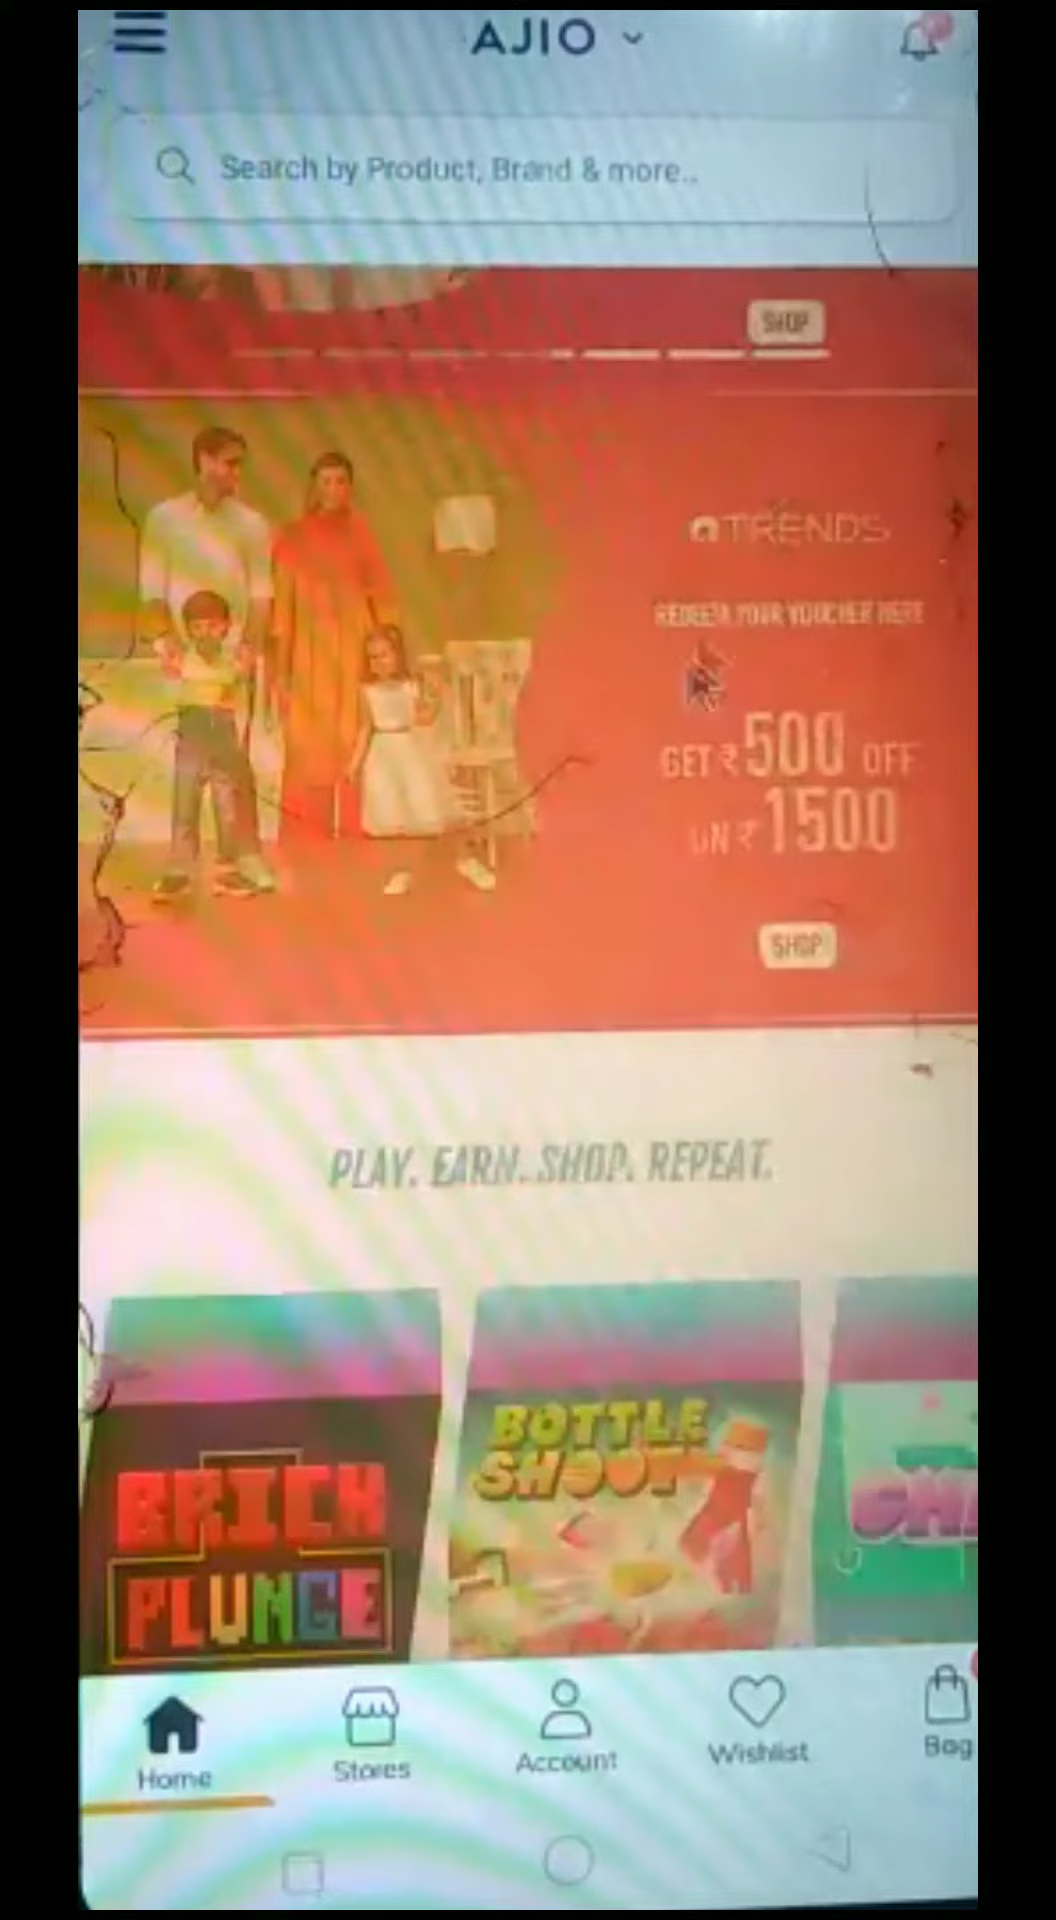 AJIO
Search by Product, Brand & more..
SHOP
TRENDS
REDEEM YOUR VOUCHER HERE
GET ₹500 OFF
ON ₹1500
SHOP
PLAY. EARN. SHOP. REPEAT.
BRICK
PLUNGE
BOTTLE
SHOOT
Home
Stores
Account
Wishlist
Bag